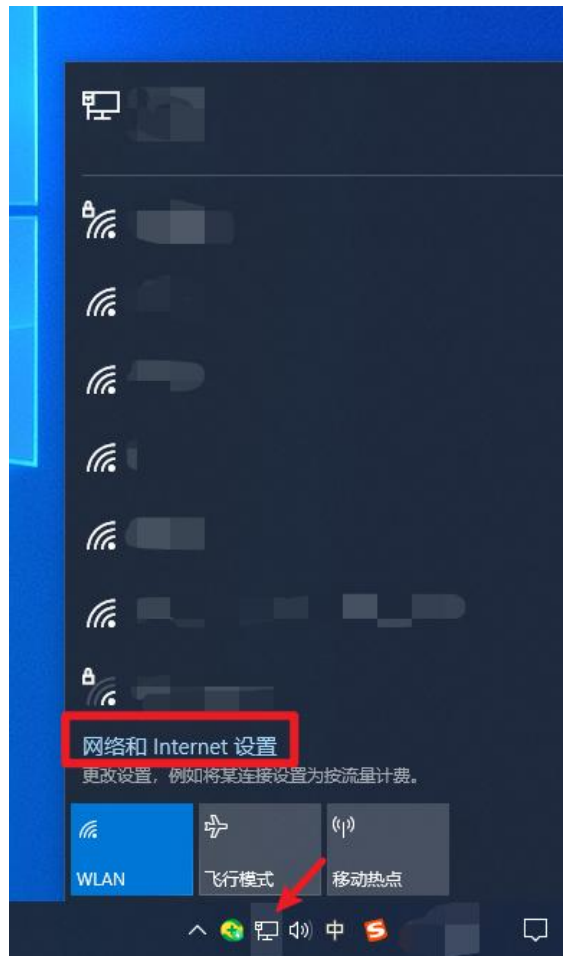 网络和 Internet 设置
更改设置，例如将某连接设置为按流量计费。
WLAN
飞行模式
移动热点
中